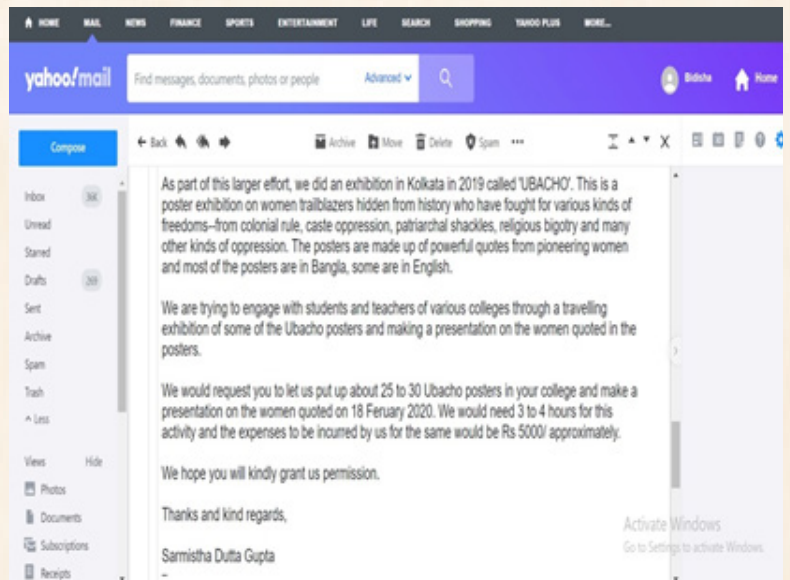 HOME MAIL NEWS FINANCE SPORTS ENTERTAINMENT LIFE SEARCH SHOPPING YAHOO PLUS MORE...
yahoo!mail Find messages, documents, photos or people Advanced Bidisha Home
Compose Back Archive Move Delete Spam
Inbox
Unread
Starred
Drafts 269
Sent
Archive
Spam
Trash
Less
Views Hide
Photos
Documents
Subscriptions
Receipts
As part of this larger effort, we did an exhibition in Kolkata in 2019 called 'UBACHO'. This is a
poster exhibition on women trailblazers hidden from history who have fought for various kinds of
freedoms--from colonial rule, caste oppression, patriarchal shackles, religious bigotry and many
other kinds of oppression. The posters are made up of powerful quotes from pioneering women
and most of the posters are in Bangla, some are in English.
We are trying to engage with students and teachers of various colleges through a travelling
exhibition of some of the Ubacho posters and making a presentation on the women quoted in the
posters.
We would request you to let us put up about 25 to 30 Ubacho posters in your college and make a
presentation on the women quoted on 18 Feruary 2020. We would need 3 to 4 hours for this
activity and the expenses to be incurred by us for the same would be Rs 5000/ approximately.
We hope you will kindly grant us permission.
Thanks and kind regards,
Sarmistha Dutta Gupta
--
Activate Windows
Go to Settings to activate Windows.